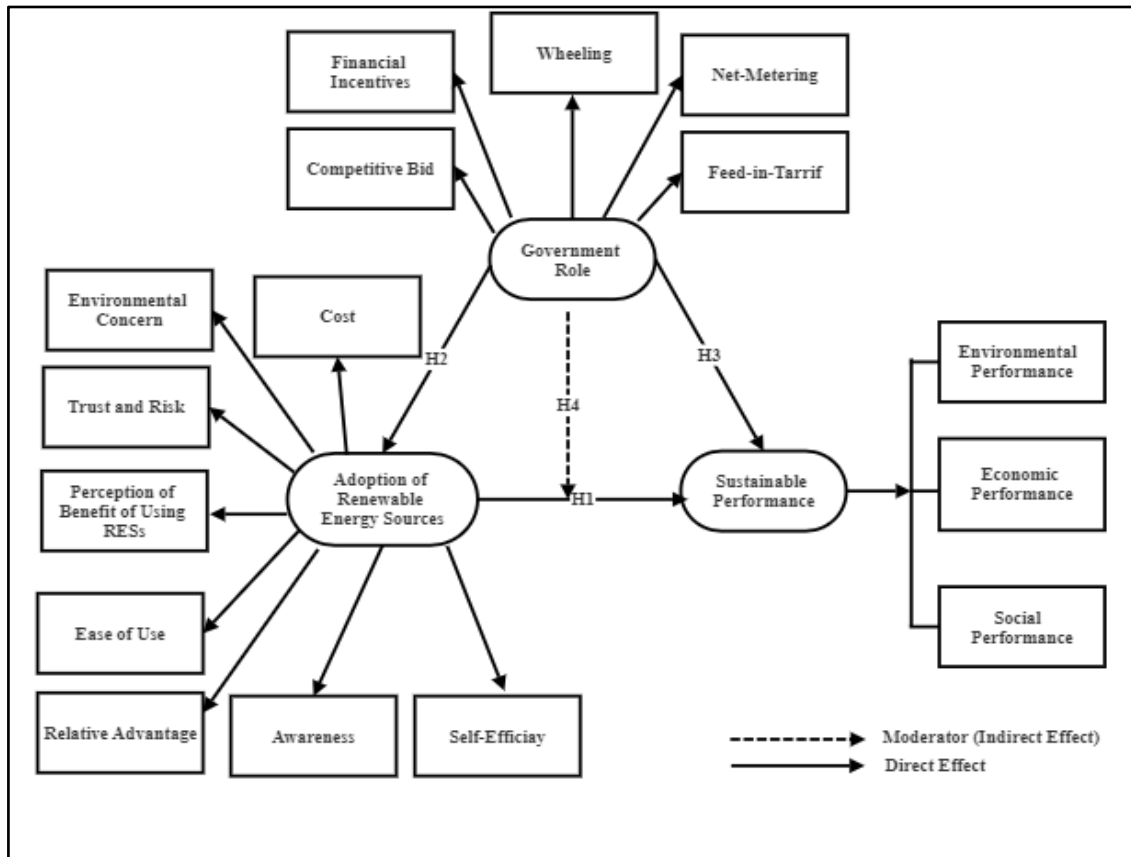 Financial
Incentives
Wheeling
Net-Metering
Competitive Bid
Feed-in-Tarrif
Government
Role
Environmental
Concern
Cost
H2
H3
Environmental
Performance
Trust and Risk
H4
Perception of
Benefit of Using
RESs
Adoption of
Renewable
Energy Sources
H1
Sustainable
Performance
Economic
Performance
Ease of Use
Social
Performance
Relative Advantage
Awareness
Self-Efficiay
Moderator (Indirect Effect)
Direct Effect